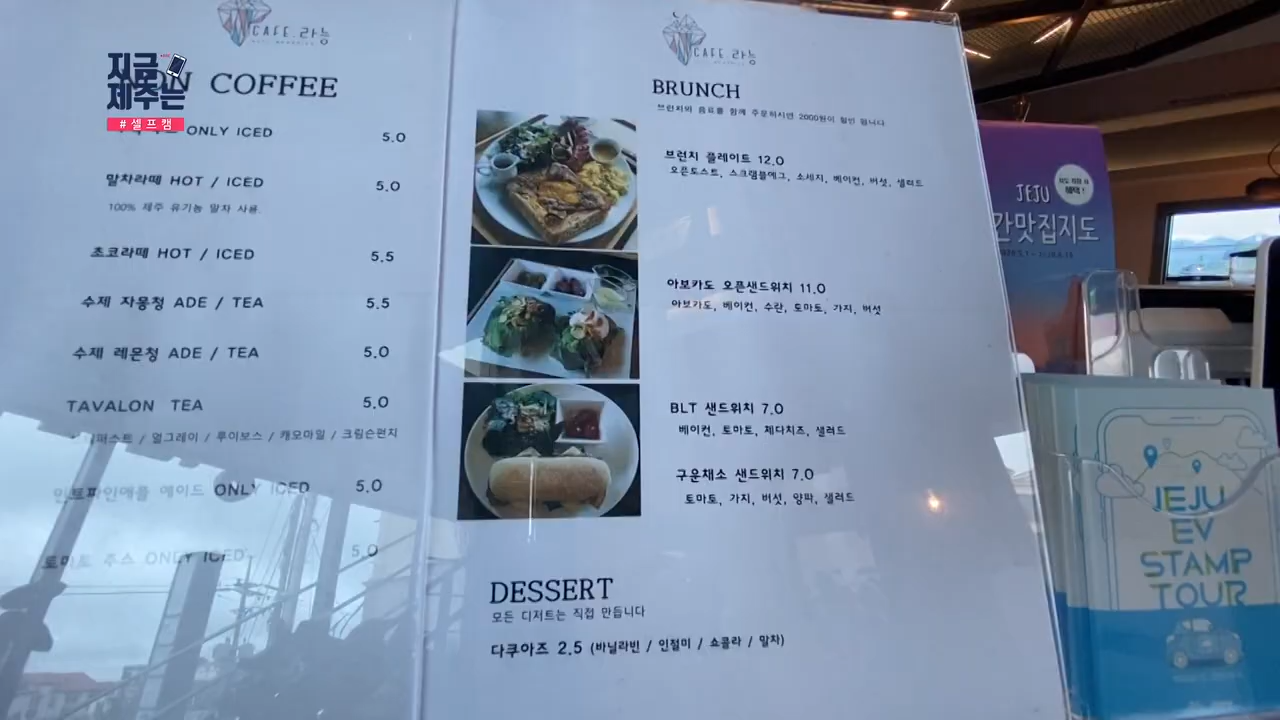 지금
제주는
#셀프캠
CAFE.라능
NON COFFEE
ONLY ICED 5.0
말차라떼 HOT / ICED 5.0
100% 제주 유기농 말차 사용.
초코라떼 HOT / ICED 5.5
수제 자몽청 ADE / TEA 5.5
수제 레몬청 ADE / TEA 5.0
TAVALON TEA 5.0
/ 얼그레이 / 루이보스 / 캐모마일 / 크림슨펀치
민트파인애플 에이드 ONLY ICED 5.0
토마토 주스 ONLY ICED 5.0
CAFE.라능
BRUNCH
브런치와 음료를 함께 주문하시면 2000원이 할인 됩니다
브런치 플레이트 12.0
오픈토스트, 스크램블에그, 소세지, 베이컨, 버섯, 샐러드
아보카도 오픈샌드위치 11.0
아보카도, 베이컨, 수란, 토마토, 가지, 버섯
BLT 샌드위치 7.0
베이컨, 토마토, 체다치즈, 샐러드
구운채소 샌드위치 7.0
토마토, 가지, 버섯, 양파, 샐러드
DESSERT
모든 디저트는 직접 만듭니다
다쿠아즈 2.5 (바닐라빈 / 인절미 / 쇼콜라 / 말차)
JEJU
간맛집지도
혜택!
JEJU
EV
STAMP
TOUR